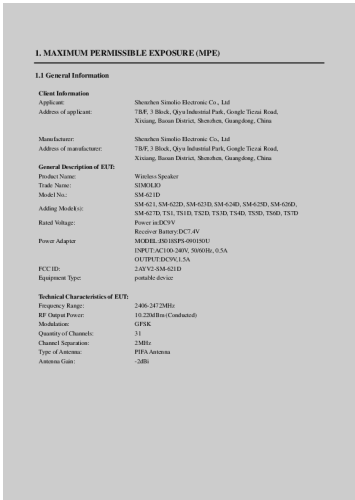 1. MAXIMUM PERMISSIBLE EXPOSURE (MPE)
1.1 General Information
Client Information
Applicant: Shenzhen Simolio Electronic Co., Ltd
Address of applicant: 7B/F, 3 Block, Qiyu Industrial Park, Gongle Tiezai Road,
Xixiang, Baoan District, Shenzhen, Guangdong, China
Manufacturer: Shenzhen Simolio Electronic Co., Ltd
Address of manufacturer: 7B/F, 3 Block, Qiyu Industrial Park, Gongle Tiezai Road,
Xixiang, Baoan District, Shenzhen, Guangdong, China
General Description of EUT:
Product Name: Wireless Speaker
Trade Name: SIMOLIO
Model No.: SM-621D
Adding Model(s): SM-621, SM-622D, SM-623D, SM-624D, SM-625D, SM-626D,
SM-627D, TS1, TS1D, TS2D, TS3D, TS4D, TS5D, TS6D, TS7D
Rated Voltage: Power in:DC9V
Receiver Battery:DC7.4V
Power Adapter MODEL:JS018SPS-090150U
INPUT:AC100-240V, 50/60Hz, 0.5A
OUTPUT:DC9V,1.5A
FCC ID: 2AYV2-SM-621D
Equipment Type: portable device
Technical Characteristics of EUT:
Frequency Range: 2406-2472MHz
RF Output Power: 10.228dBm (Conducted)
Modulation: GFSK
Quantity of Channels: 31
Channel Separation: 2MHz
Type of Antenna: PIFA Antenna
Antenna Gain: -2dBi